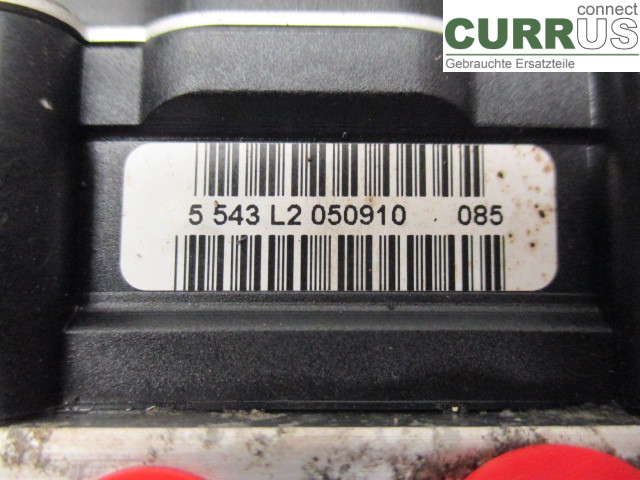 connect
CURRUS
Gebrauchte Ersatzteile
5 543 L2 050910 085